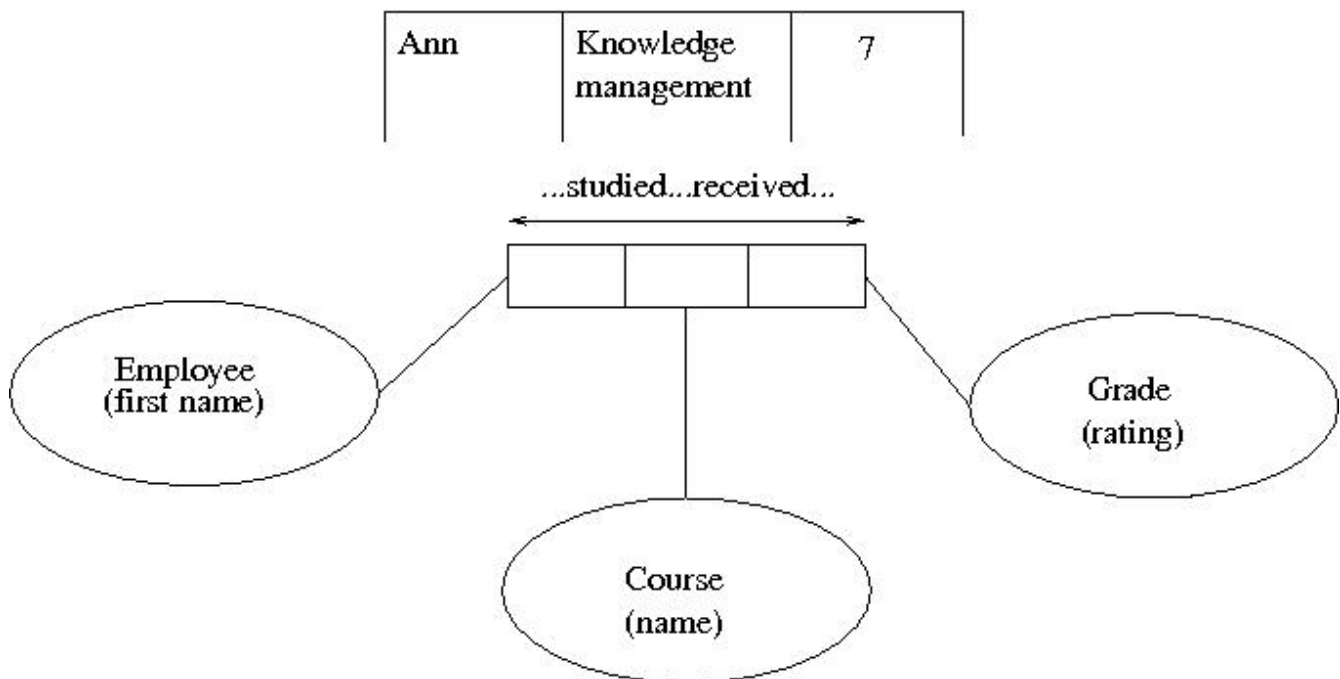 Ann
Knowledge
management
7
...studied...received...
Employee
(first name)
Course
(name)
Grade
(rating)